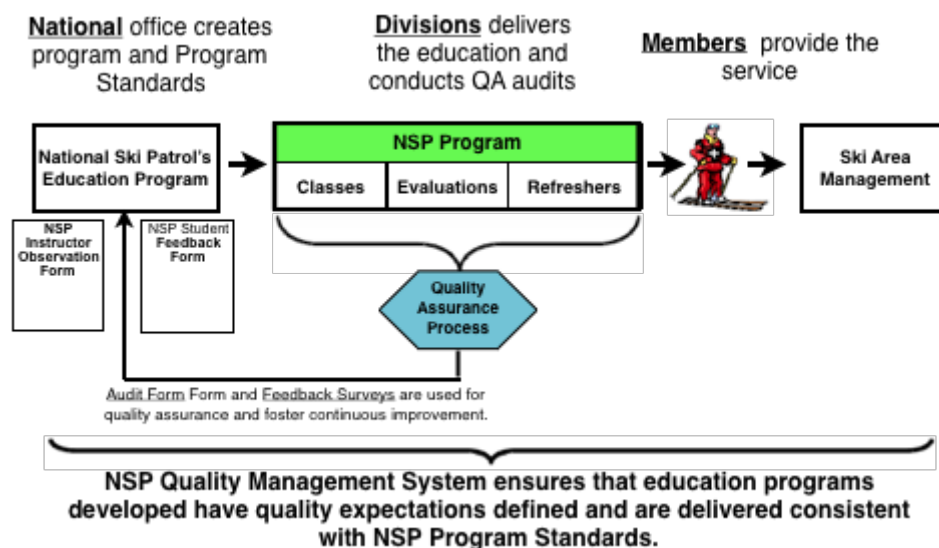 National office creates
program and Program
Standards
Divisions delivers
the education and
conducts QA audits
Members provide the
service
National Ski Patrol's
Education Program
NSP Program
Classes
Evaluations
Refreshers
Ski Area
Management
NSP
Instructor
Observation
Form
NSP Student
Feedback
Form
Quality
Assurance
Process
Audit Form Form and Feedback Surveys are used for
quality assurance and foster continuous improvement.
NSP Quality Management System ensures that education programs
developed have quality expectations defined and are delivered consistent
with NSP Program Standards.